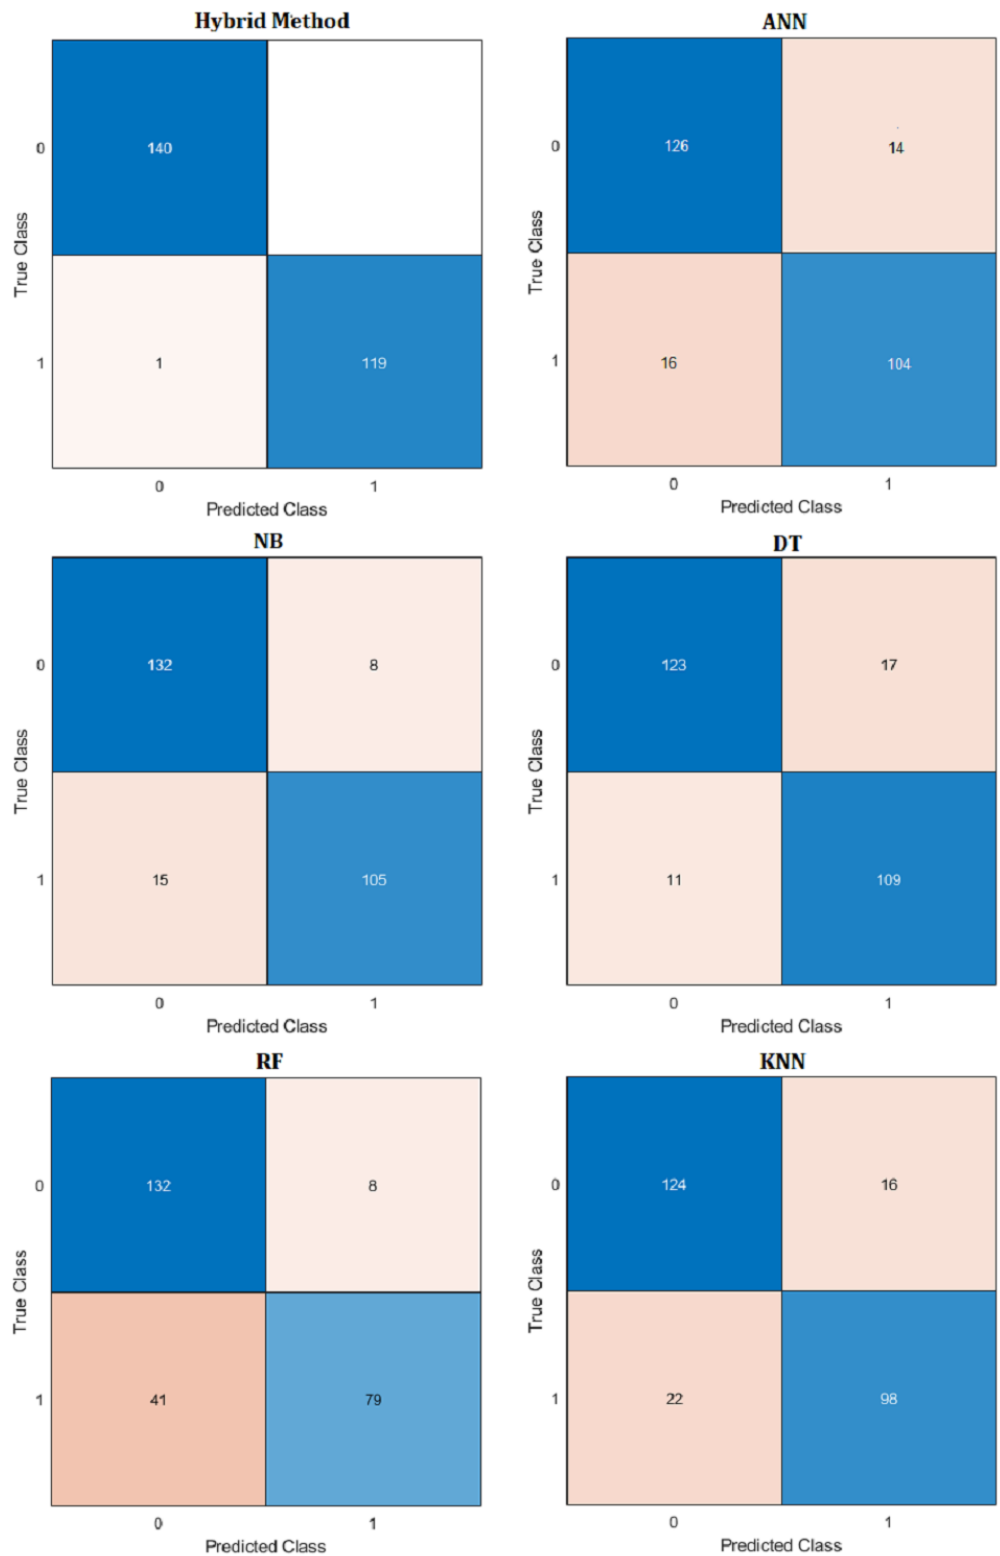 Hybrid Method
0
140
True Class
1
1
119
0
1
Predicted Class
ANN
0
126
14
True Class
1
16
104
0
1
Predicted Class
NB
0
132
8
True Class
1
15
105
0
1
Predicted Class
DT
0
123
17
True Class
1
11
109
0
1
Predicted Class
RF
0
132
8
True Class
1
41
79
0
1
Predicted Class
KNN
0
124
16
True Class
1
22
98
0
1
Predicted Class